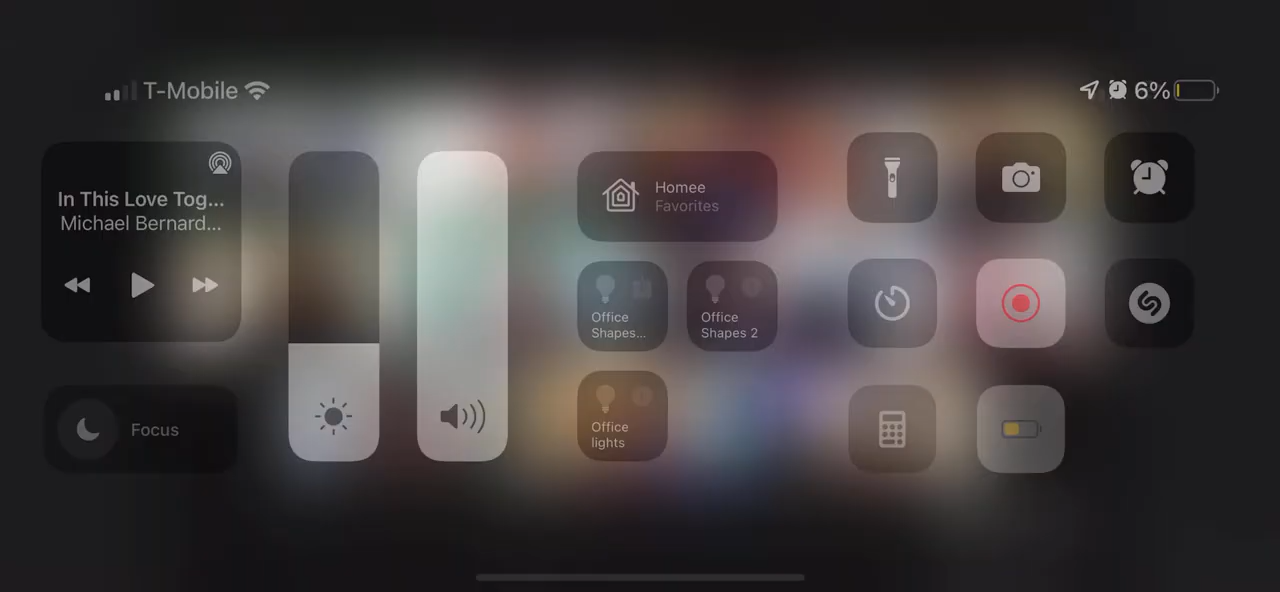 T-Mobile
6%
In This Love Tog...
Michael Bernard...
Focus
Homee
Favorites
Office
Shapes...
Office
Shapes 2
Office
lights